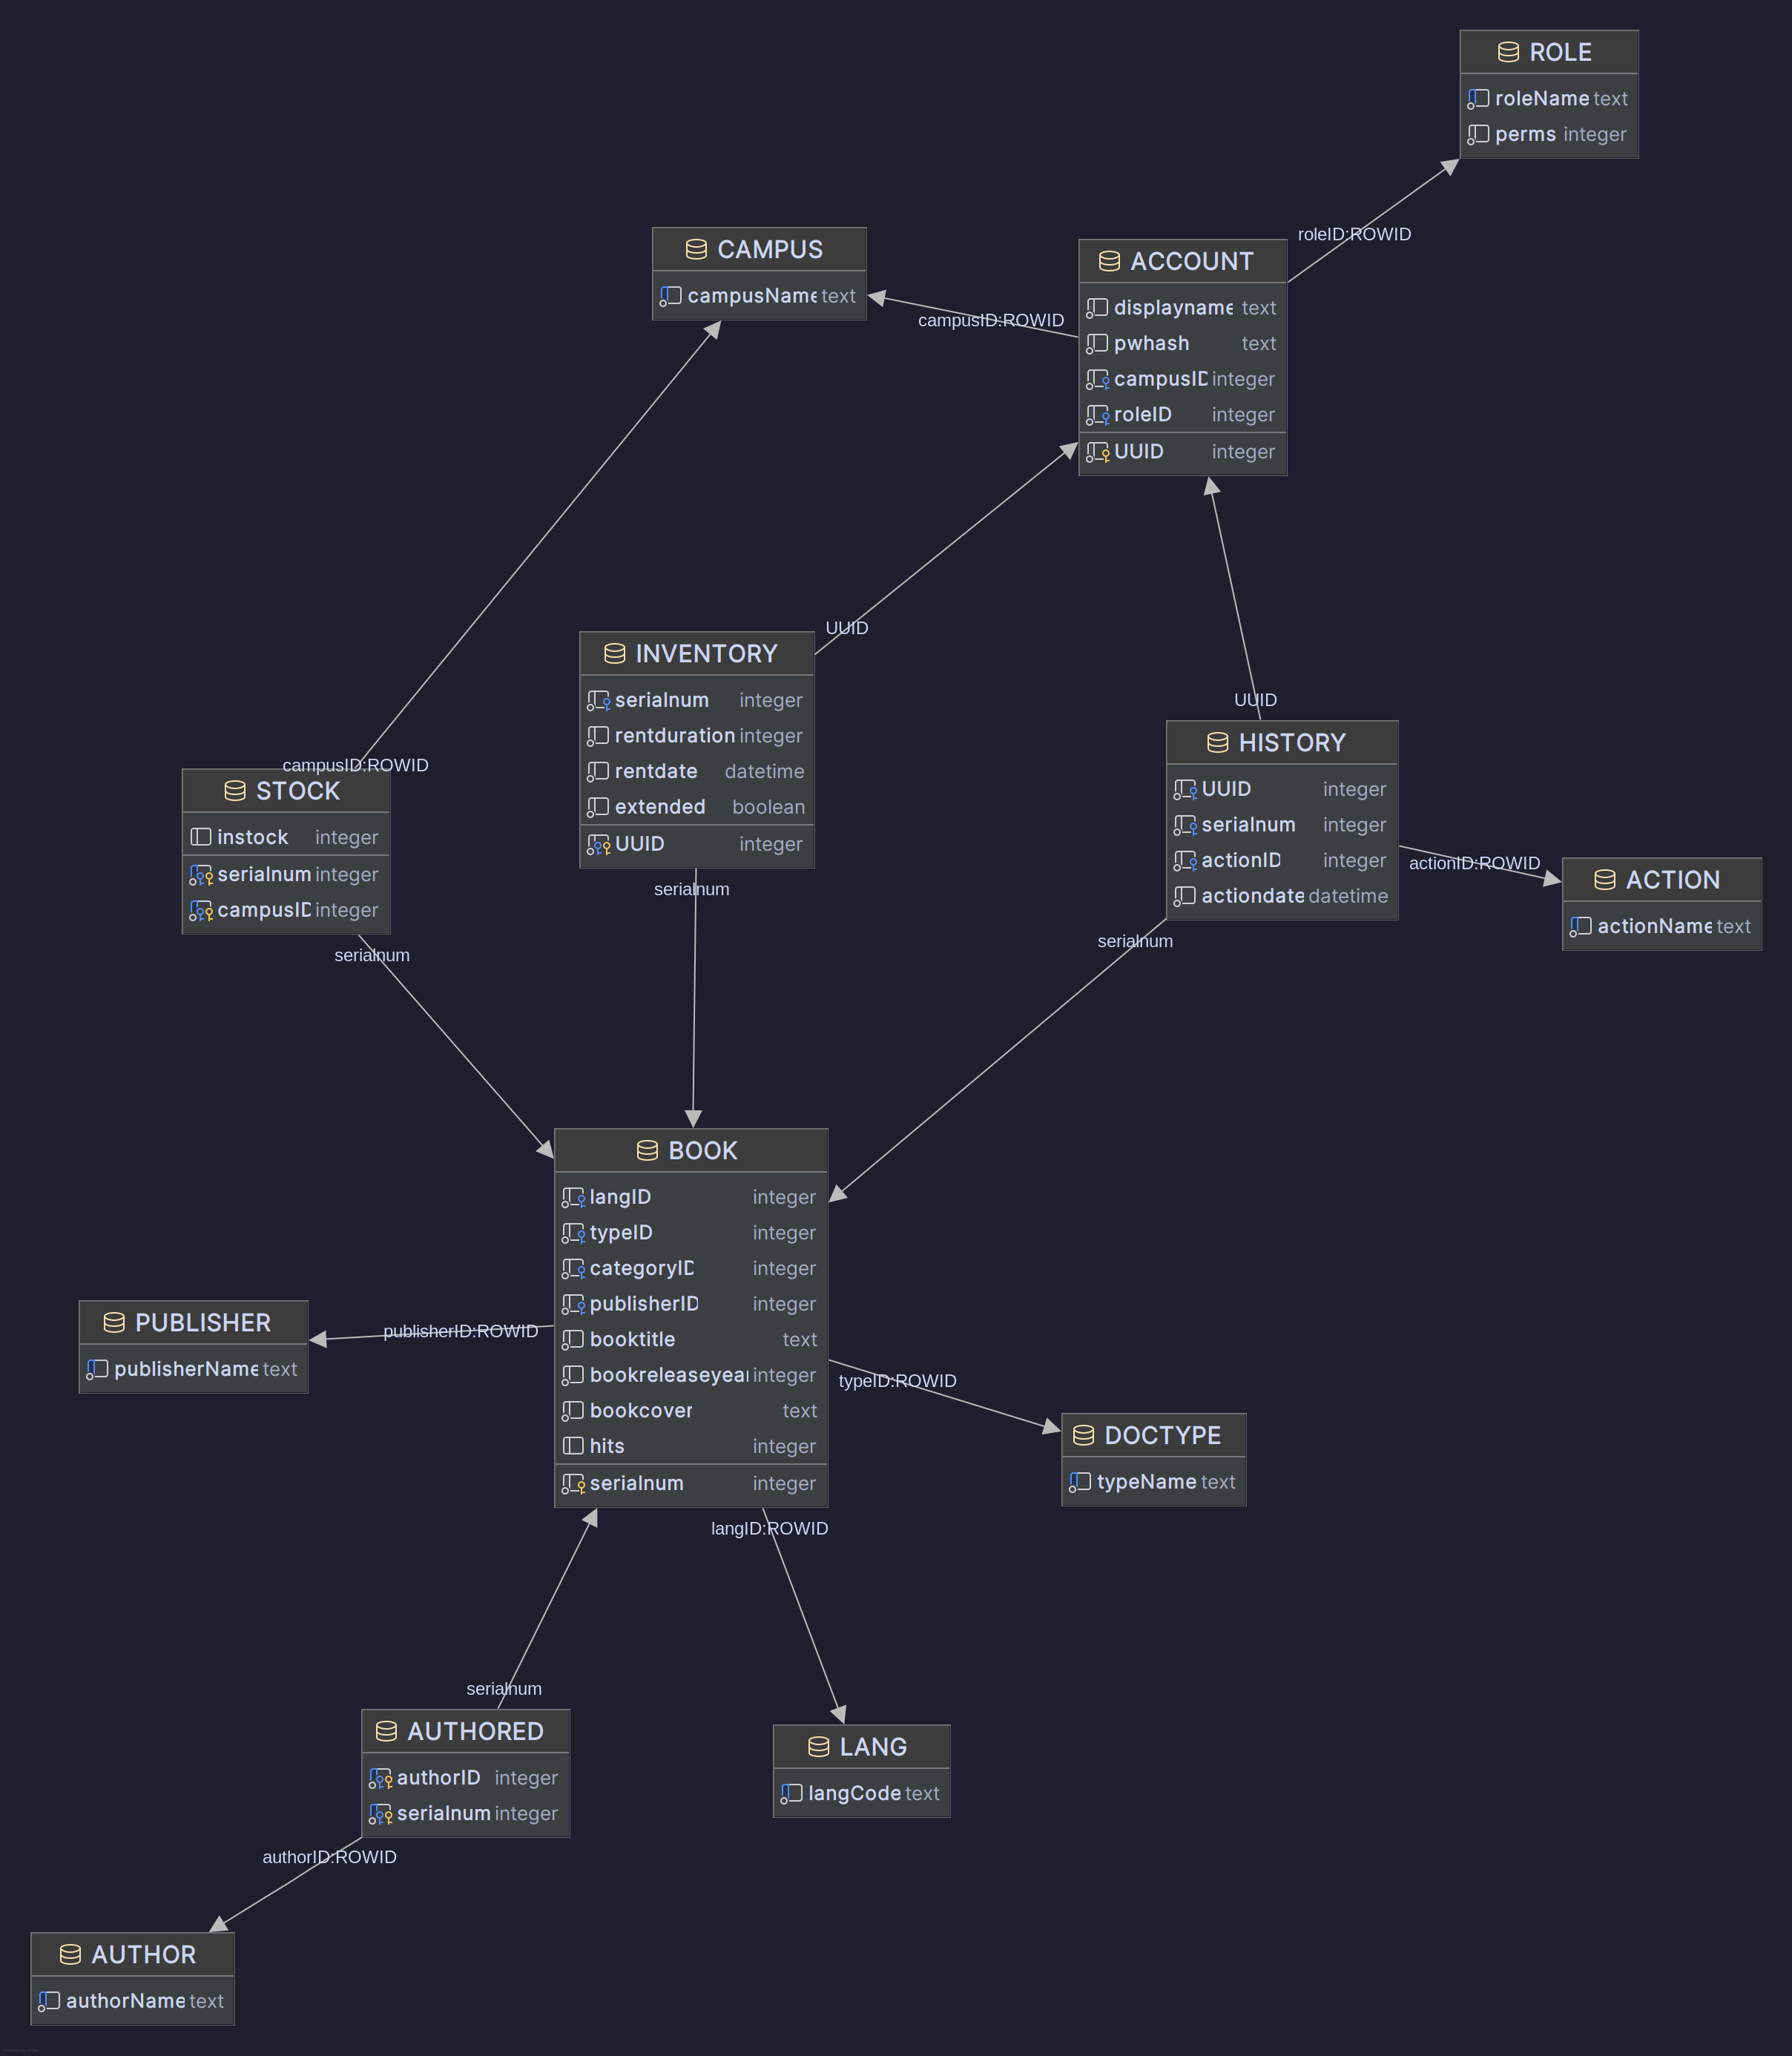 ROLE
roleName text
perms integer
roleID:ROWID
CAMPUS
campusName text
campusID:ROWID
ACCOUNT
displayname text
pwhash text
campusID integer
roleID integer
UUID integer
UUID
INVENTORY
serialnum integer
rentduration integer
rentdate datetime
extended boolean
UUID integer
serialnum
UUID
HISTORY
UUID integer
serialnum integer
actionID integer
actiondate datetime
actionID:ROWID
ACTION
actionName text
serialnum
campusID:ROWID
STOCK
instock integer
serialnum integer
campusID integer
serialnum
BOOK
langID integer
typeID integer
categoryID integer
publisherID integer
booktitle text
bookreleaseyear integer
bookcover text
hits integer
serialnum integer
PUBLISHER
publisherName text
publisherID:ROWID
typeID:ROWID
DOCTYPE
typeName text
langID:ROWID
serialnum
AUTHORED
authorID integer
serialnum integer
LANG
langCode text
authorID:ROWID
AUTHOR
authorName text